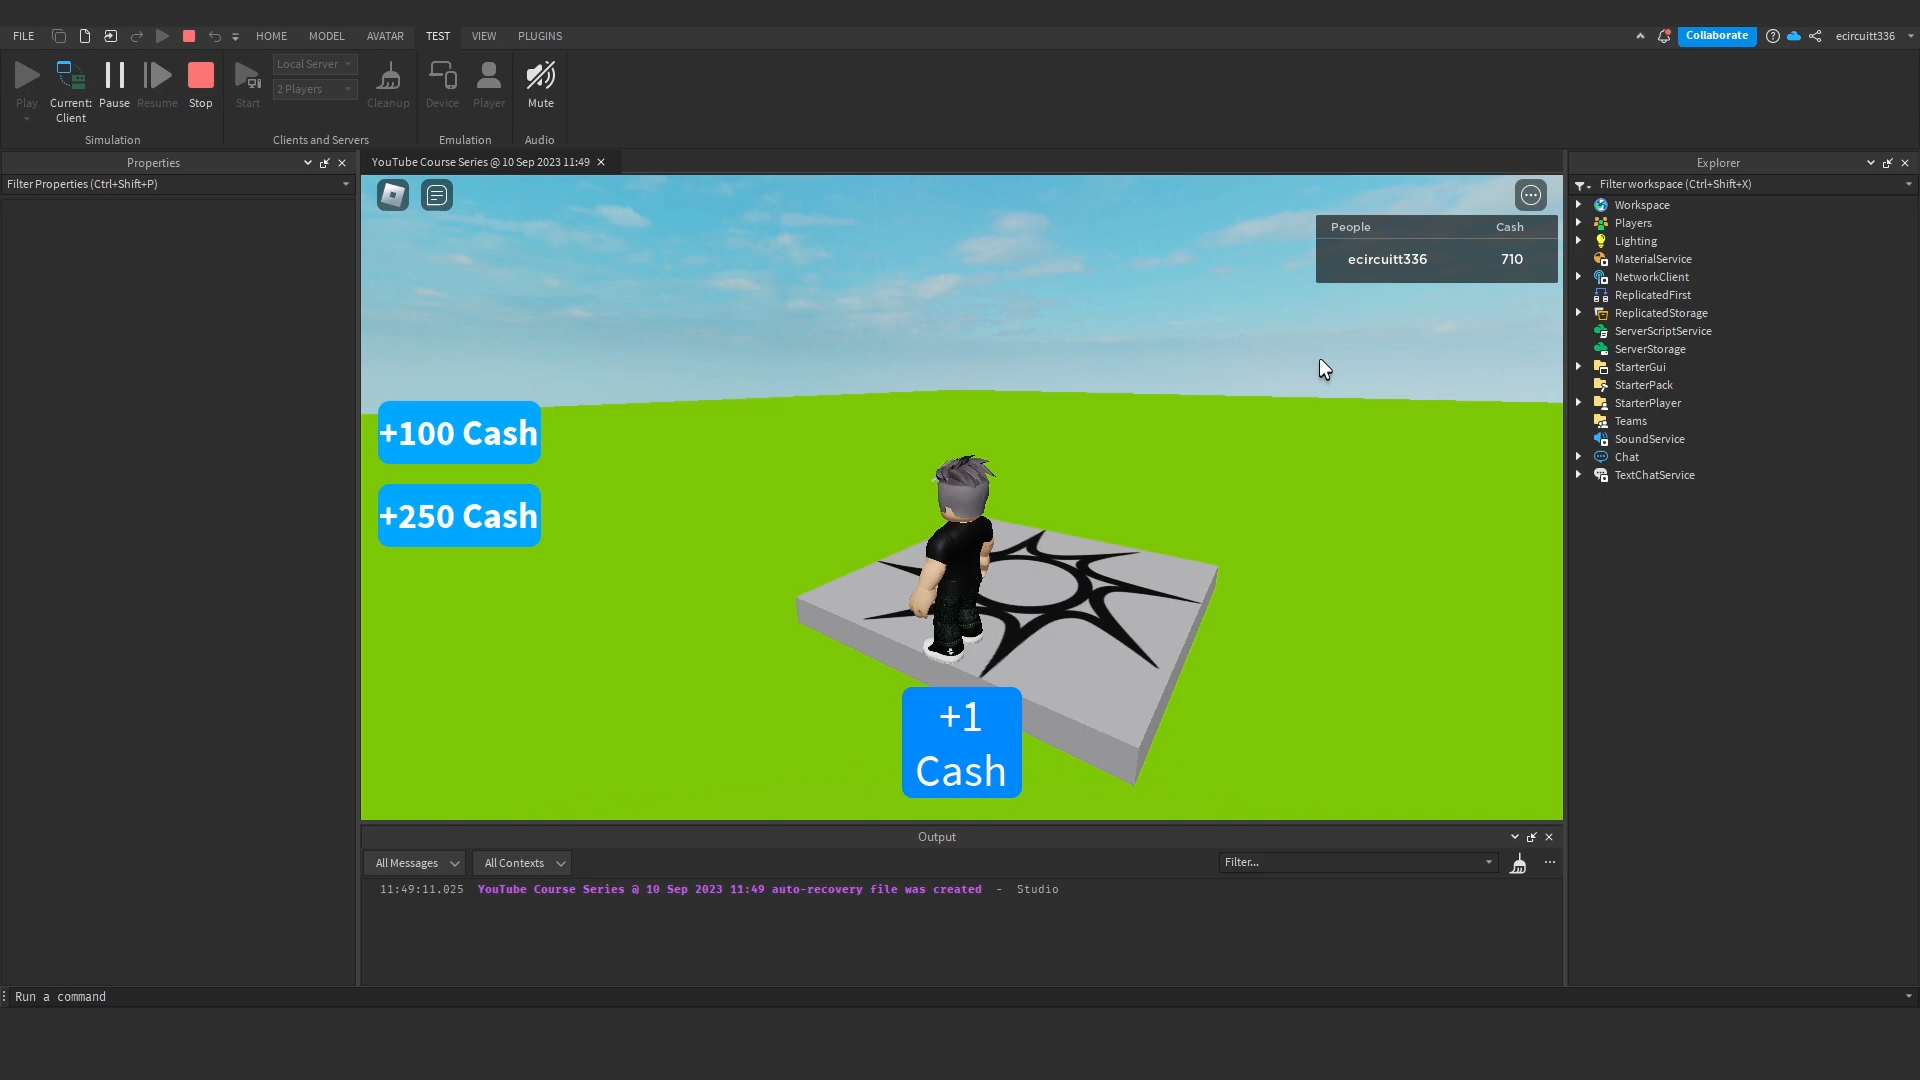 FILE HOME MODEL AVATAR TEST VIEW PLUGINS Collaborate ecircuitt336
Play Current: Client Pause Resume Stop Start Local Server 2 Players Cleanup Device Player Mute
Simulation Clients and Servers Emulation Audio
Properties
Filter Properties (Ctrl+Shift+P)
YouTube Course Series @ 10 Sep 2023 11:49
People Cash
ecircuitt336 710
+100 Cash
+250 Cash
+1
Cash
Explorer
Filter workspace (Ctrl+Shift+X)
Workspace
Players
Lighting
MaterialService
NetworkClient
ReplicatedFirst
ReplicatedStorage
ServerScriptService
ServerStorage
StarterGui
StarterPack
StarterPlayer
Teams
SoundService
Chat
TextChatService
Output
All Messages All Contexts Filter...
11:49:11.025 YouTube Course Series @ 10 Sep 2023 11:49 auto-recovery file was created - Studio
Run a command